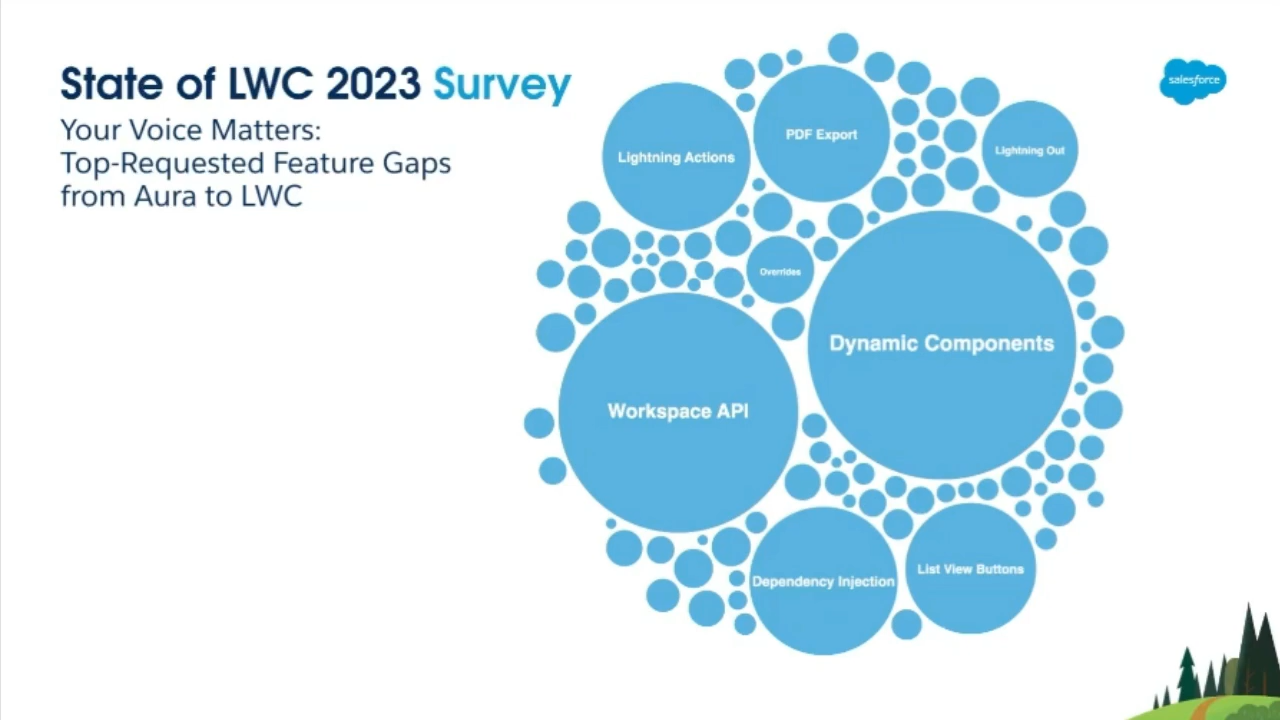 State of LWC 2023 Survey
Your Voice Matters:
Top-Requested Feature Gaps
from Aura to LWC
salesforce
Lightning Actions
PDF Export
Lightning Out
Overrides
Dynamic Components
Workspace API
Dependency Injection
List View Buttons